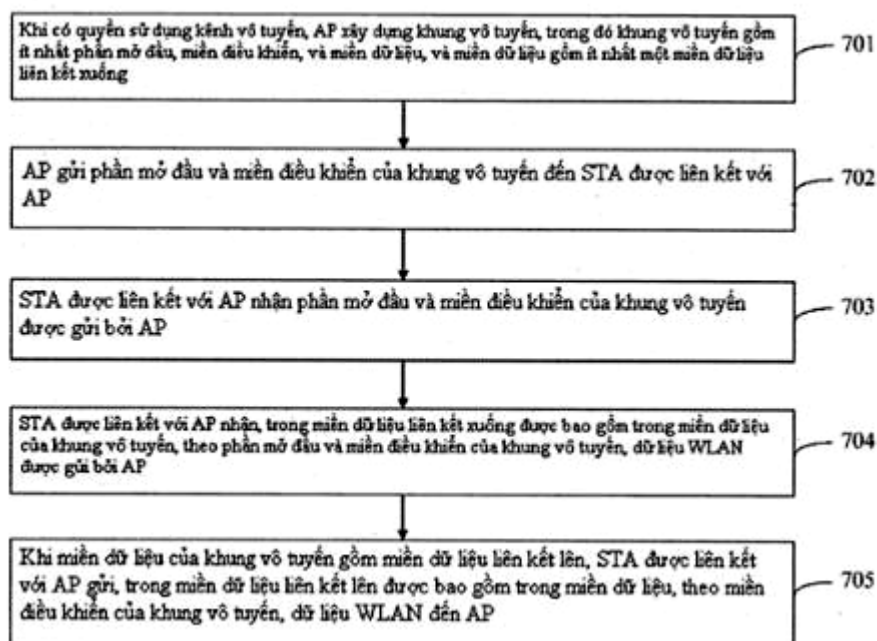 Khi có quyền sử dụng kênh vô tuyến, AP xây dựng khung vô tuyến, trong đó khung vô tuyến gồm
ít nhất phần mở đầu, miền điều khiển, và miền dữ liệu, và miền dữ liệu gồm ít nhất một miền dữ liệu
liên kết xuống
701
AP gửi phần mở đầu và miền điều khiển của khung vô tuyến đến STA được liên kết với
AP
702
STA được liên kết với AP nhận phần mở đầu và miền điều khiển của khung vô tuyến
được gửi bởi AP
703
STA được liên kết với AP nhận, trong miền dữ liệu liên kết xuống được bao gồm trong miền dữ liệu
của khung vô tuyến, theo phần mở đầu và miền điều khiển của khung vô tuyến, dữ liệu WLAN
được gửi bởi AP
704
Khi miền dữ liệu của khung vô tuyến gồm miền dữ liệu liên kết lên, STA được liên kết
với AP gửi, trong miền dữ liệu liên kết lên được bao gồm trong miền dữ liệu, theo miền
điều khiển của khung vô tuyến, dữ liệu WLAN đến AP
705